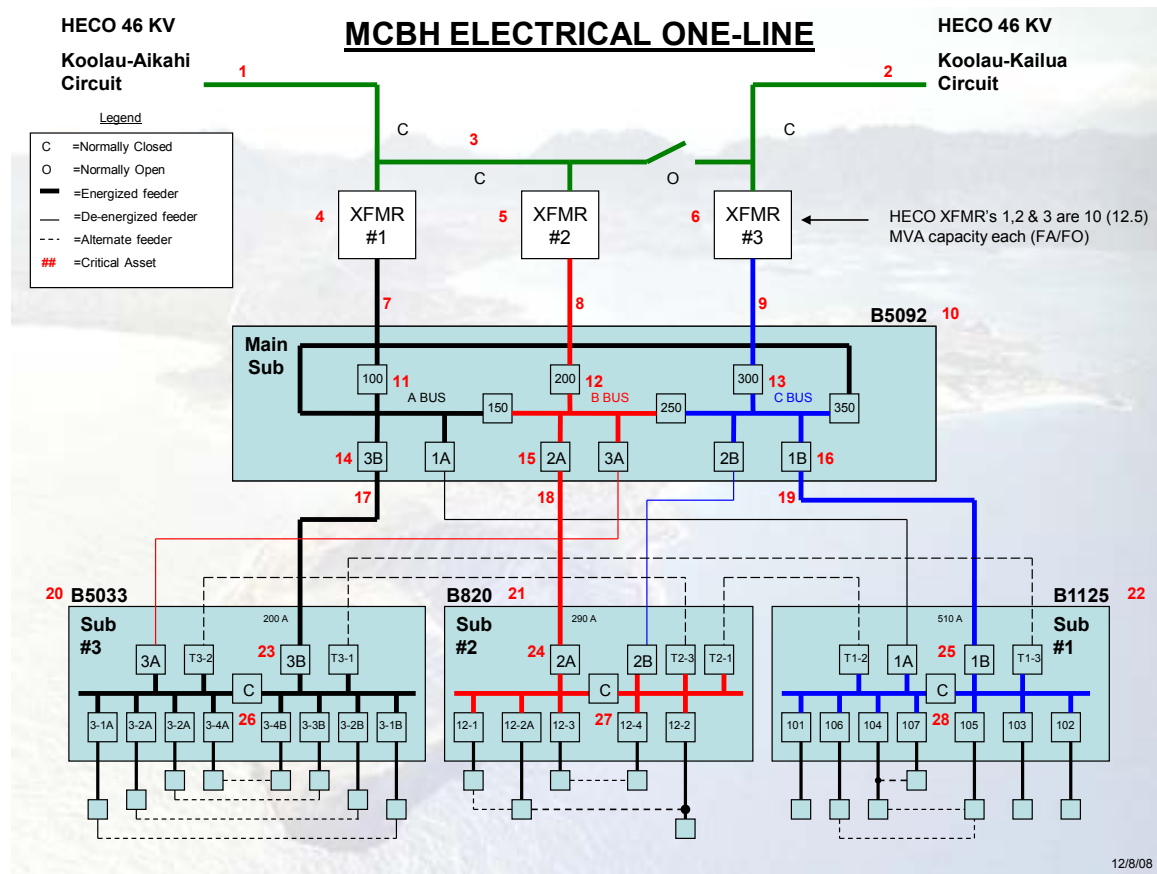 HECO 46 KV
MCBH ELECTRICAL ONE-LINE
HECO 46 KV
Koolau-Aikahi
Circuit
1
2
Koolau-Kailua
Circuit
Legend
C =Normally Closed
O =Normally Open
=Energized feeder
=De-energized feeder
=Alternate feeder
## =Critical Asset
C
3
C
C
O
4
XFMR
#1
5
XFMR
#2
6
XFMR
#3
HECO XFMR's 1,2 & 3 are 10 (12.5)
MVA capacity each (FA/FO)
7
8
9
B5092 10
Main
Sub
100 11
200 12
300 13
A BUS
B BUS
C BUS
150
250
350
14 3B
1A
15 2A
3A
2B
1B 16
17
18
19
20 B5033
B820 21
B1125 22
Sub
#3
200 A
Sub
#2
290 A
510 A
Sub
#1
3A
T3-2
23
3B
T3-1
24
2A
2B
T2-3
T2-1
T1-2
1A
25
1B
T1-3
C
C
C
3-1A
3-2A
3-2A
3-4A
26
3-4B
3-3B
3-2B
3-1B
12-1
12-2A
12-3
27
12-4
12-2
101
106
104
107
28
105
103
102
12/8/08